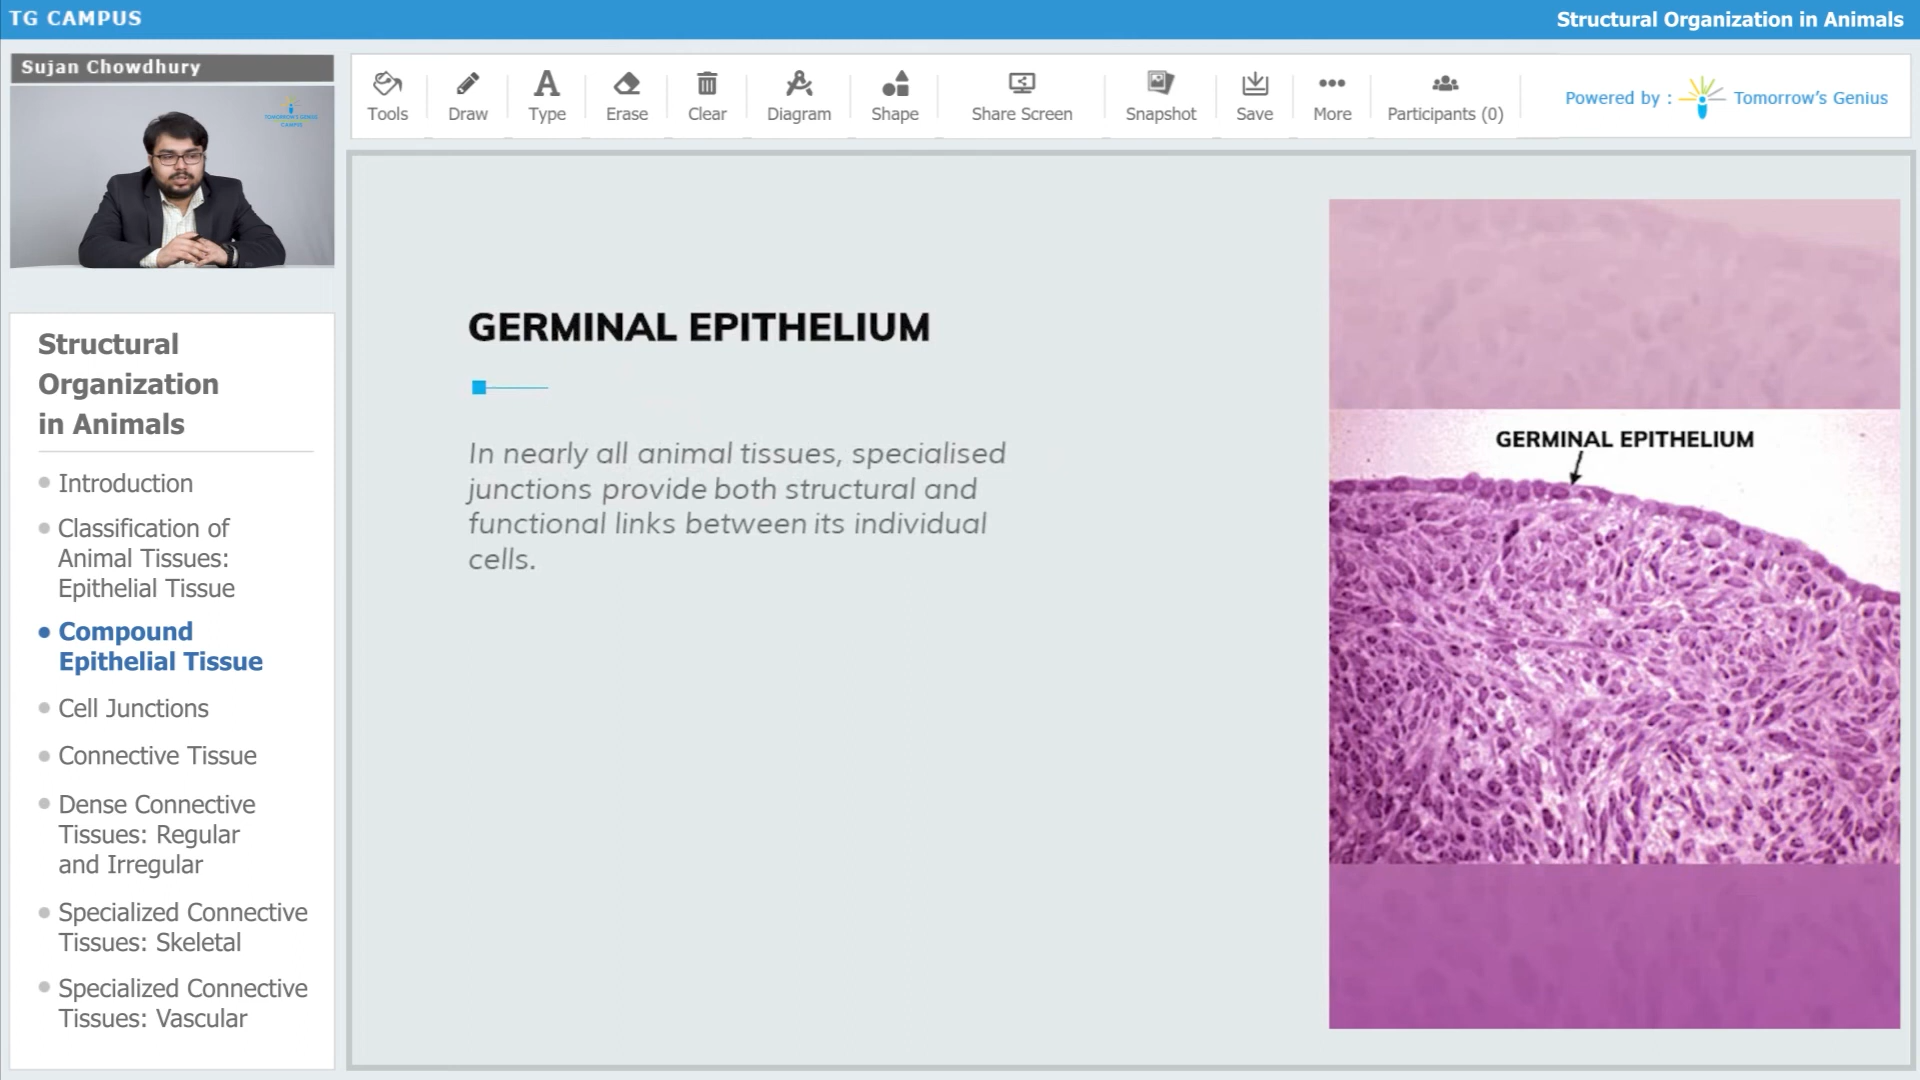 TG CAMPUS
Structural Organization in Animals
Sujan Chowdhury
TOMORROW'S GENIUS
CAMPUS
Tools
Draw
Type
Erase
Clear
Diagram
Shape
Share Screen
Snapshot
Save
More
Participants (0)
Powered by :
Tomorrow's Genius
Structural
Organization
in Animals
Introduction
Classification of
Animal Tissues:
Epithelial Tissue
Compound
Epithelial Tissue
Cell Junctions
Connective Tissue
Dense Connective
Tissues: Regular
and Irregular
Specialized Connective
Tissues: Skeletal
Specialized Connective
Tissues: Vascular
GERMINAL EPITHELIUM
In nearly all animal tissues, specialised
junctions provide both structural and
functional links between its individual
cells.
GERMINAL EPITHELIUM